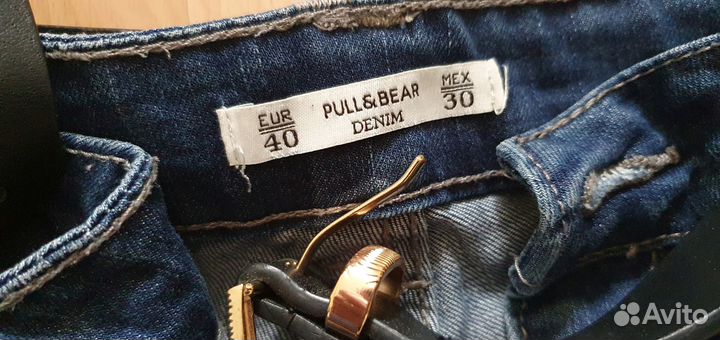 EUR
40
PULL&BEAR
DENIM
MEX
30
Avito